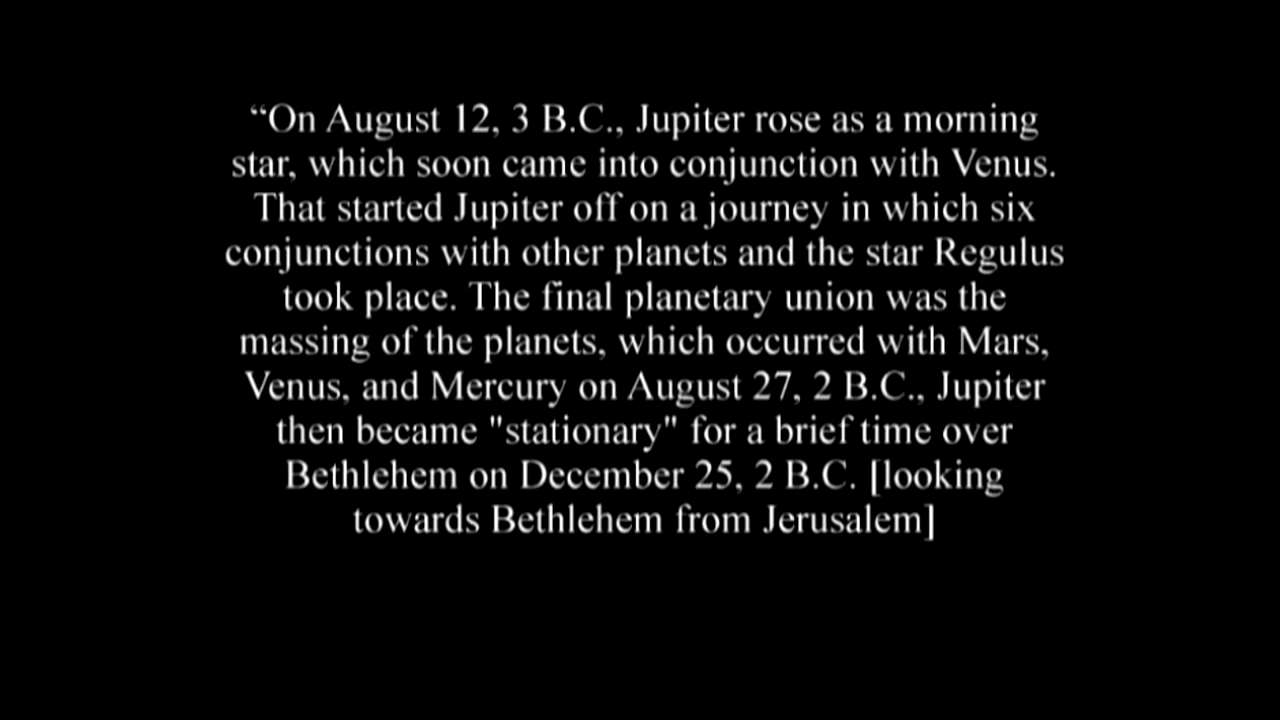 “On August 12, 3 B.C., Jupiter rose as a morning
star, which soon came into conjunction with Venus.
That started Jupiter off on a journey in which six
conjunctions with other planets and the star Regulus
took place. The final planetary union was the
massing of the planets, which occurred with Mars,
Venus, and Mercury on August 27, 2 B.C., Jupiter
then became "stationary" for a brief time over
Bethlehem on December 25, 2 B.C. [looking
towards Bethlehem from Jerusalem]